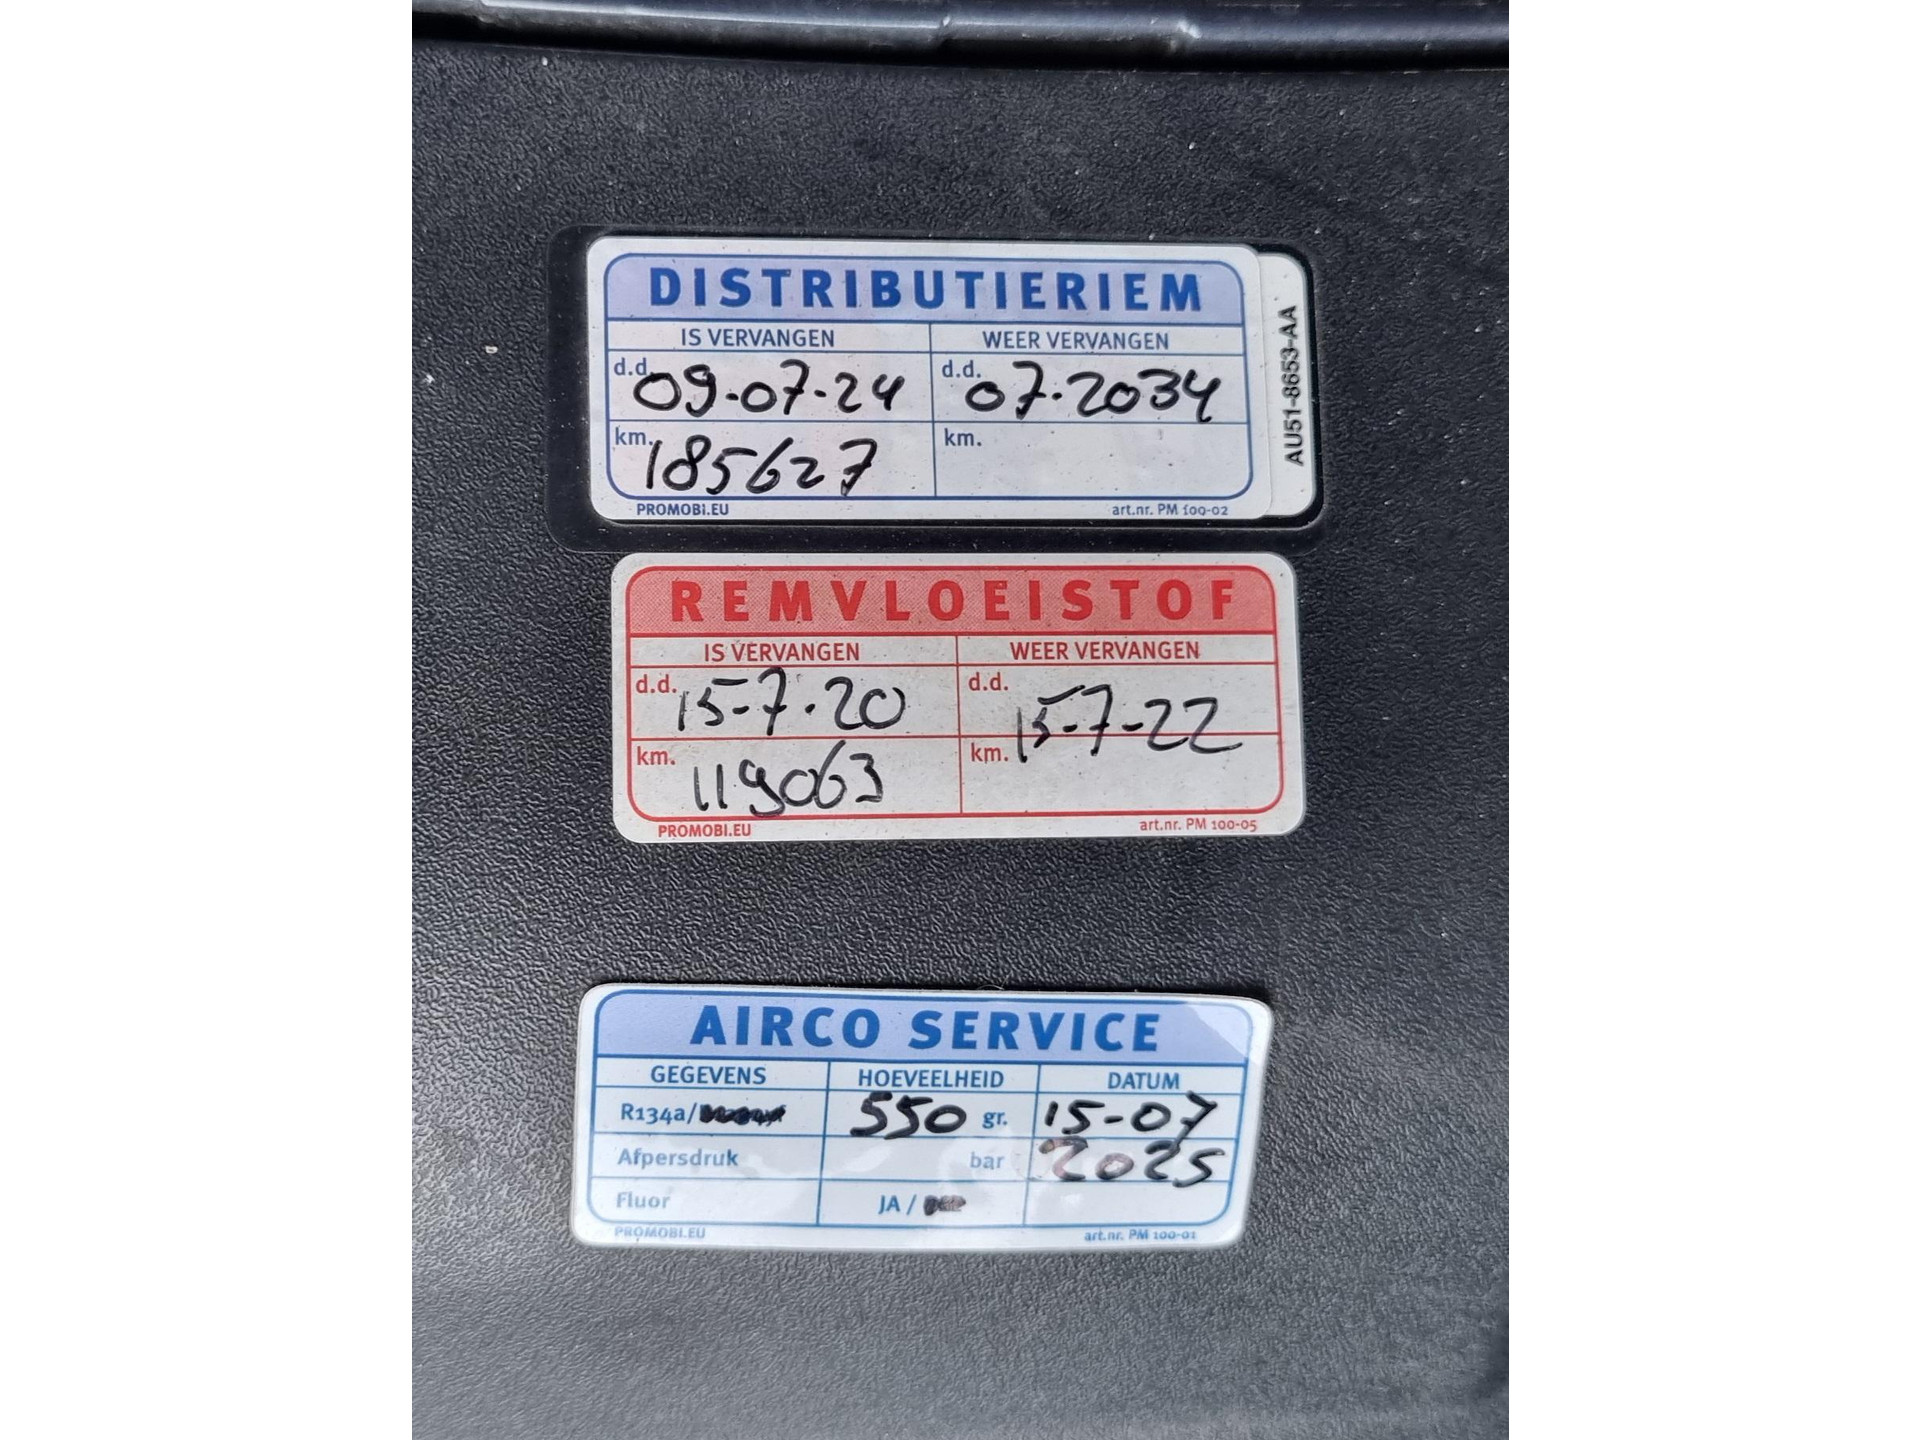 DISTRIBUTIERIEM
IS VERVANGEN WEER VERVANGEN
d.d. 09-07-24 d.d. 07-2034
km. 185627 km.
PROMOBI.EU art.nr. PM 100-02
AU51-8653-AA
REMVLOEISTOF
IS VERVANGEN WEER VERVANGEN
d.d. 15-7-20 d.d. 15-7-22
km. 119063 km.
PROMOBI.EU art.nr. PM 100-05
AIRCO SERVICE
GEGEVENS HOEVEELHEID DATUM
R134a/ 550 gr. 15-07
Afpersdruk bar 2025
Fluor JA /
PROMOBI.EU art.nr. PM 100-01